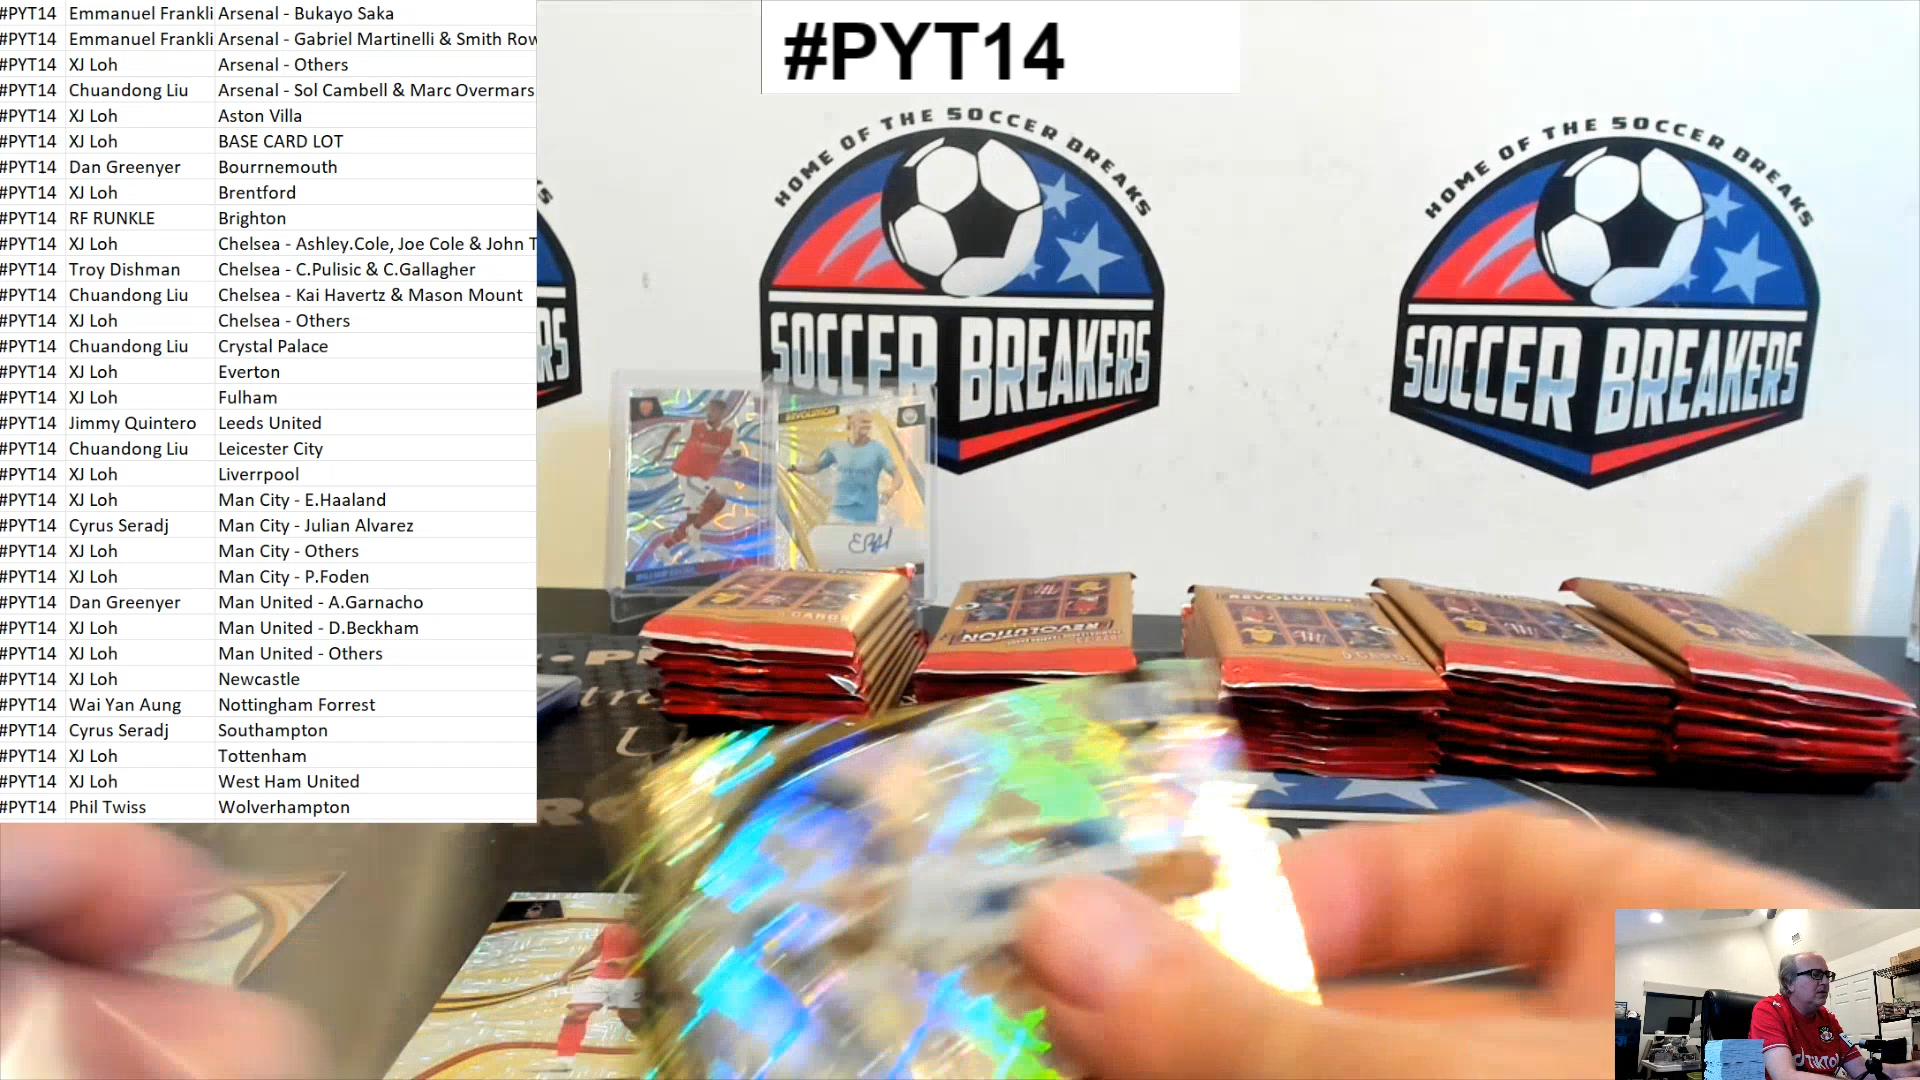 #PYT14 Emmanuel Frankli Arsenal - Bukayo Saka
#PYT14 Emmanuel Frankli Arsenal - Gabriel Martinelli & Smith Row
#PYT14 XJ Loh Arsenal - Others
#PYT14 Chuandong Liu Arsenal - Sol Cambell & Marc Overmars
#PYT14 XJ Loh Aston Villa
#PYT14 XJ Loh BASE CARD LOT
#PYT14 Dan Greenyer Bourrnemouth
#PYT14 XJ Loh Brentford
#PYT14 RF RUNKLE Brighton
#PYT14 XJ Loh Chelsea - Ashley.Cole, Joe Cole & John T
#PYT14 Troy Dishman Chelsea - C.Pulisic & C.Gallagher
#PYT14 Chuandong Liu Chelsea - Kai Havertz & Mason Mount
#PYT14 XJ Loh Chelsea - Others
#PYT14 Chuandong Liu Crystal Palace
#PYT14 XJ Loh Everton
#PYT14 XJ Loh Fulham
#PYT14 Jimmy Quintero Leeds United
#PYT14 Chuandong Liu Leicester City
#PYT14 XJ Loh Liverrpool
#PYT14 XJ Loh Man City - E.Haaland
#PYT14 Cyrus Seradj Man City - Julian Alvarez
#PYT14 XJ Loh Man City - Others
#PYT14 XJ Loh Man City - P.Foden
#PYT14 Dan Greenyer Man United - A.Garnacho
#PYT14 XJ Loh Man United - D.Beckham
#PYT14 XJ Loh Man United - Others
#PYT14 XJ Loh Newcastle
#PYT14 Wai Yan Aung Nottingham Forrest
#PYT14 Cyrus Seradj Southampton
#PYT14 XJ Loh Tottenham
#PYT14 XJ Loh West Ham United
#PYT14 Phil Twiss Wolverhampton
#PYT14
HOME OF THE SOCCER BREAKS
SOCCER BREAKERS
HOME OF THE SOCCER BREAKS
SOCCER BREAKERS
REVOLUTION
REVOLUTION
REVOLUTION
TikTok